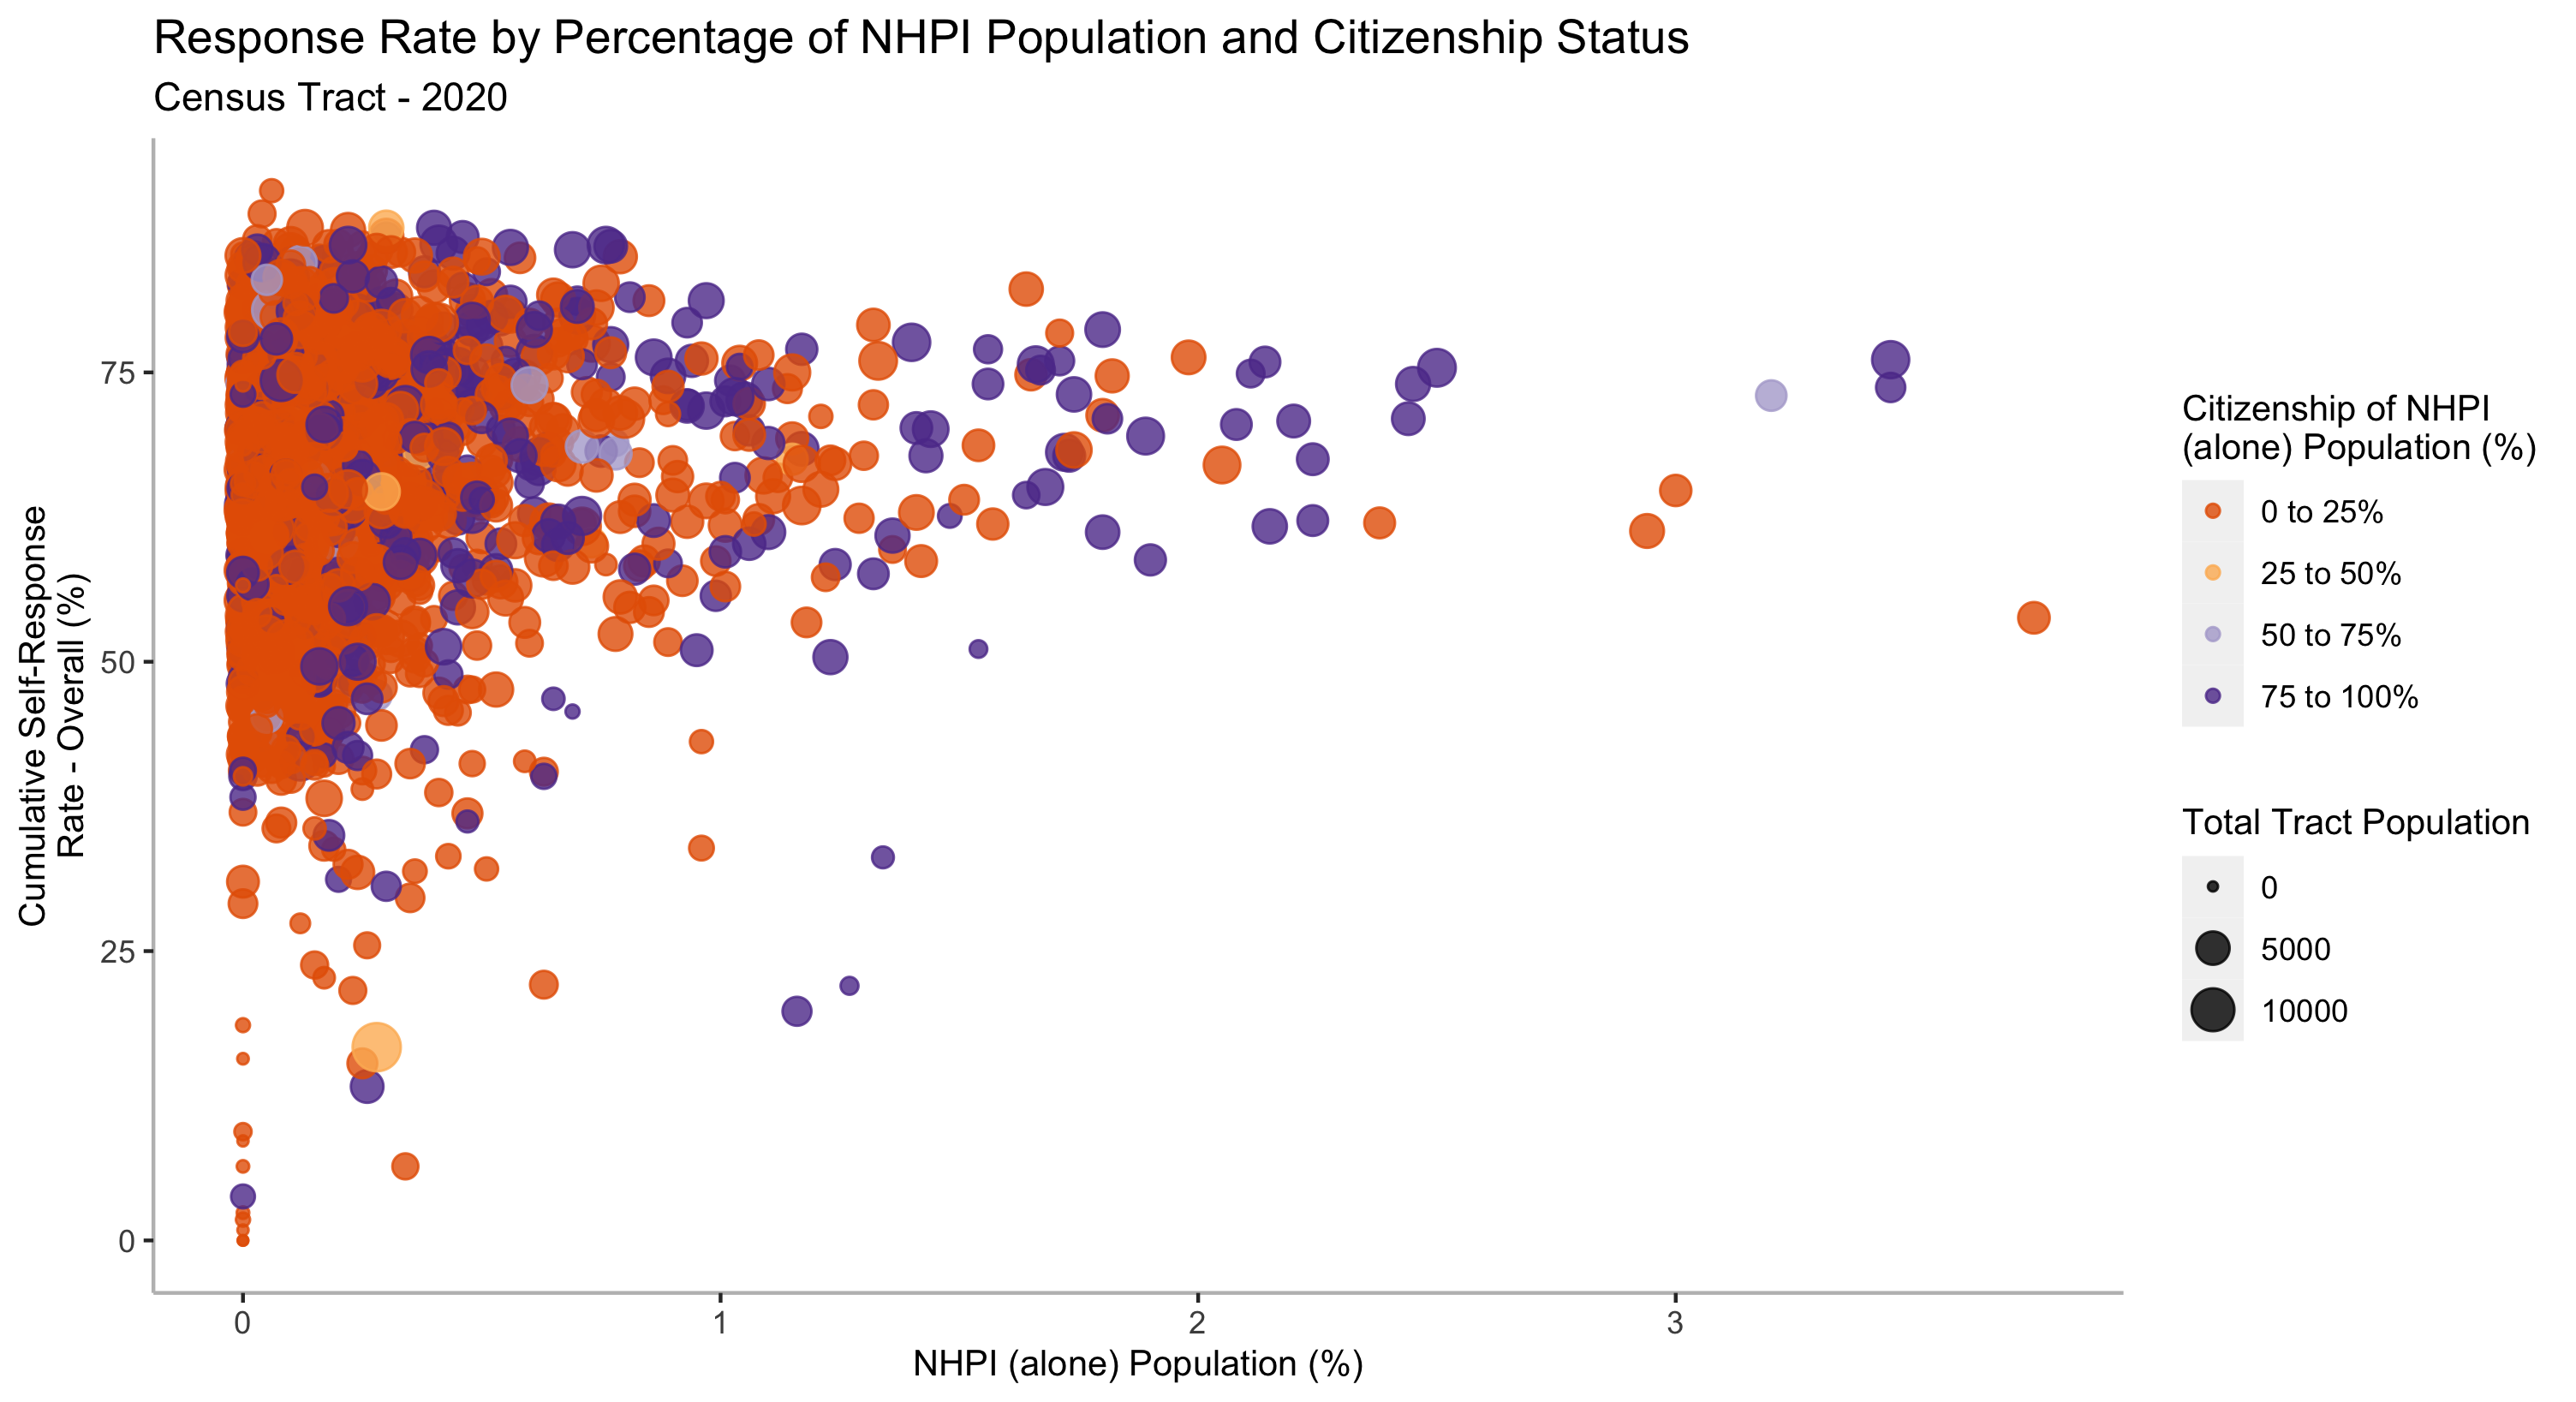 Response Rate by Percentage of NHPI Population and Citizenship Status
Census Tract - 2020
Cumulative Self-Response
Rate - Overall (%)
75
50
25
0
0
1
2
3
NHPI (alone) Population (%)
Citizenship of NHPI
(alone) Population (%)
0 to 25%
25 to 50%
50 to 75%
75 to 100%
Total Tract Population
0
5000
10000